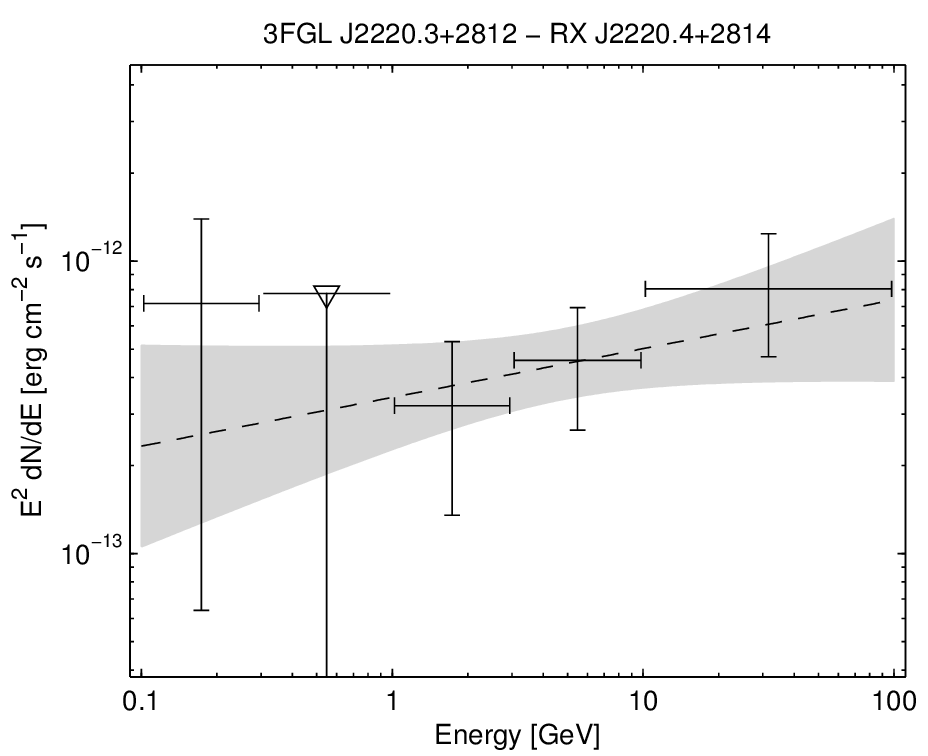 3FGL J2220.3+2812 − RX J2220.4+2814
E² dN/dE [erg cm⁻² s⁻¹]
10⁻¹²
10⁻¹³
0.1 1 10 100
Energy [GeV]